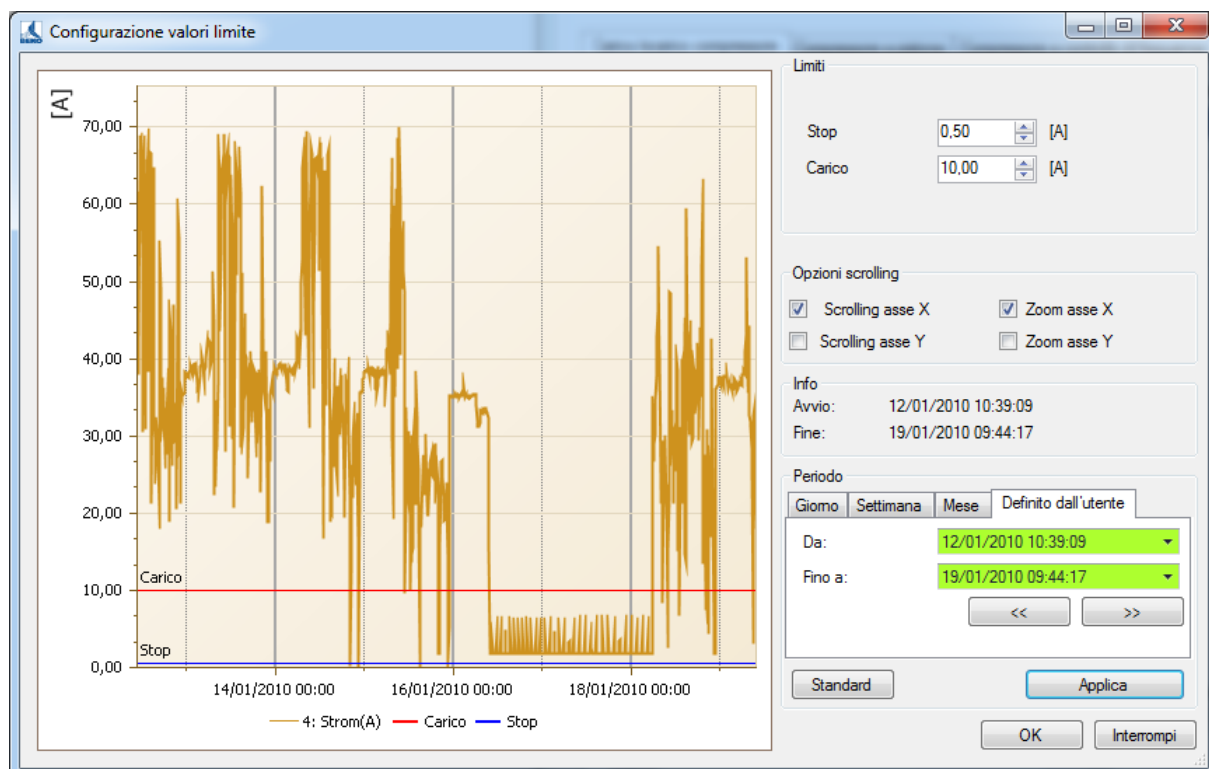 BEKO
Configurazione valori limite
[A]
70,00
60,00
50,00
40,00
30,00
20,00
10,00
0,00
Carico
Stop
14/01/2010 00:00
16/01/2010 00:00
18/01/2010 00:00
4: Strom(A)
Carico
Stop
Limiti
Stop
0,50
[A]
Carico
10,00
[A]
Opzioni scrolling
Scrolling asse X
Zoom asse X
Scrolling asse Y
Zoom asse Y
Info
Avvio:
12/01/2010 10:39:09
Fine:
19/01/2010 09:44:17
Periodo
Giorno
Settimana
Mese
Definito dall'utente
Da:
12/01/2010 10:39:09
Fino a:
19/01/2010 09:44:17
<<
>>
Standard
Applica
OK
Interrompi